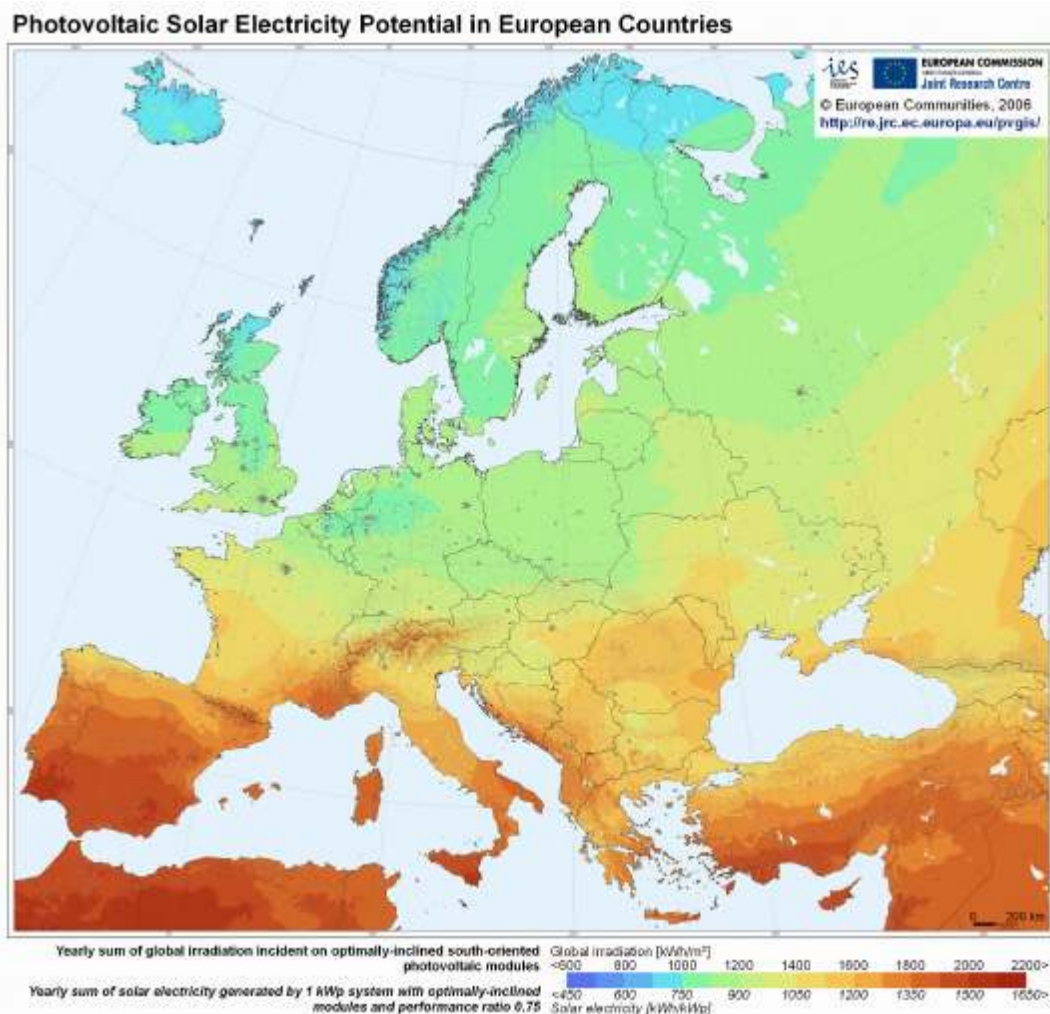 Photovoltaic Solar Electricity Potential in European Countries
ies
EUROPEAN COMMISSION
Joint Research Centre
© European Communities, 2006
http://re.jrc.ec.europa.eu/pvgis/
0 200 km
Yearly sum of global irradiation incident on optimally-inclined south-oriented
photovoltaic modules
Global irradiation [kWh/m²]
<600 800 1000 1200 1400 1600 1800 2000 2200>
Yearly sum of solar electricity generated by 1 kWp system with optimally-inclined
modules and performance ratio 0.75
<450 600 750 900 1050 1200 1350 1500 1650>
Solar electricity [kWh/kWp]